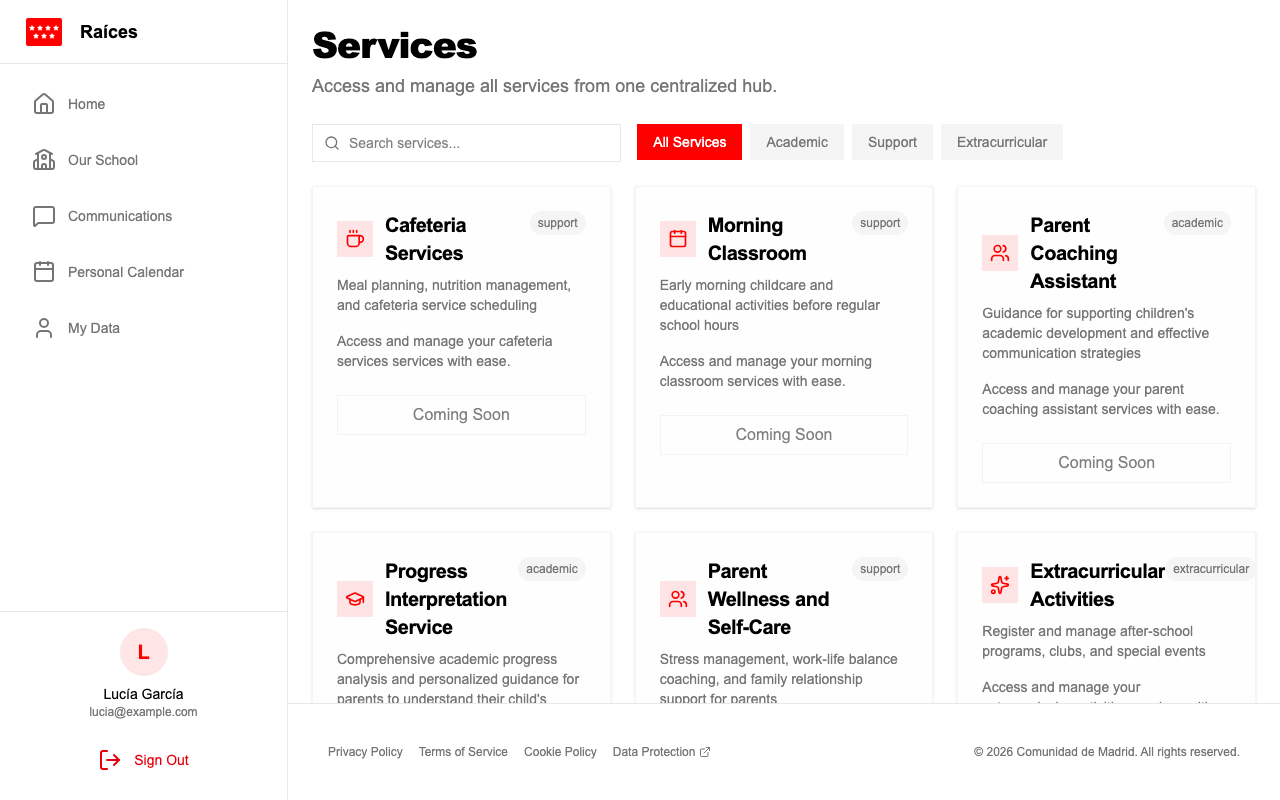 Raíces
Home
Our School
Communications
Personal Calendar
My Data
L
Lucía García
lucia@example.com
Sign Out
Services
Access and manage all services from one centralized hub.
Search services...
All Services
Academic
Support
Extracurricular
Cafeteria
Services
support
Meal planning, nutrition management,
and cafeteria service scheduling
Access and manage your cafeteria
services services with ease.
Coming Soon
Morning
Classroom
support
Early morning childcare and
educational activities before regular
school hours
Access and manage your morning
classroom services with ease.
Coming Soon
Parent
Coaching
Assistant
academic
Guidance for supporting children's
academic development and effective
communication strategies
Access and manage your parent
coaching assistant services with ease.
Coming Soon
Progress
Interpretation
Service
academic
Comprehensive academic progress
analysis and personalized guidance for
parents to understand their child's
Parent
Wellness and
Self-Care
support
Stress management, work-life balance
coaching, and family relationship
support for parents
Extracurricular
Activities
extracurricular
Register and manage after-school
programs, clubs, and special events
Access and manage your
Privacy Policy
Terms of Service
Cookie Policy
Data Protection
© 2026 Comunidad de Madrid. All rights reserved.